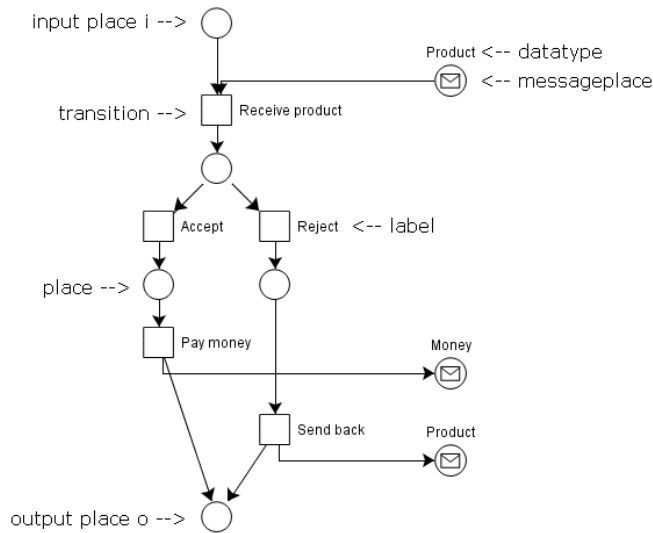 input place i -->
Product <-- datatype
<-- messageplace
transition --> Receive product
Accept
Reject <-- label
place -->
Pay money
Money
Send back
Product
output place o -->